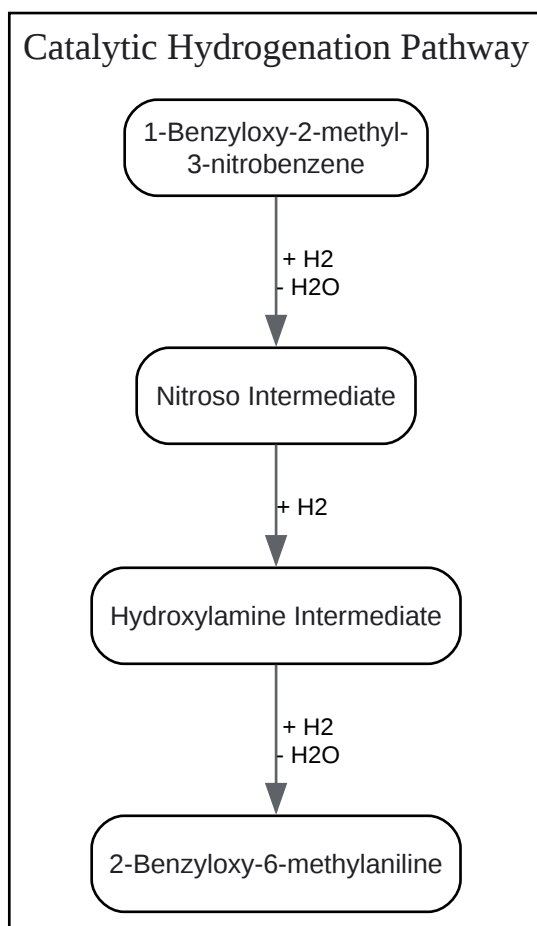 Catalytic Hydrogenation Pathway
1-Benzyloxy-2-methyl-
3-nitrobenzene
+ H2
- H2O
Nitroso Intermediate
+ H2
Hydroxylamine Intermediate
+ H2
- H2O
2-Benzyloxy-6-methylaniline